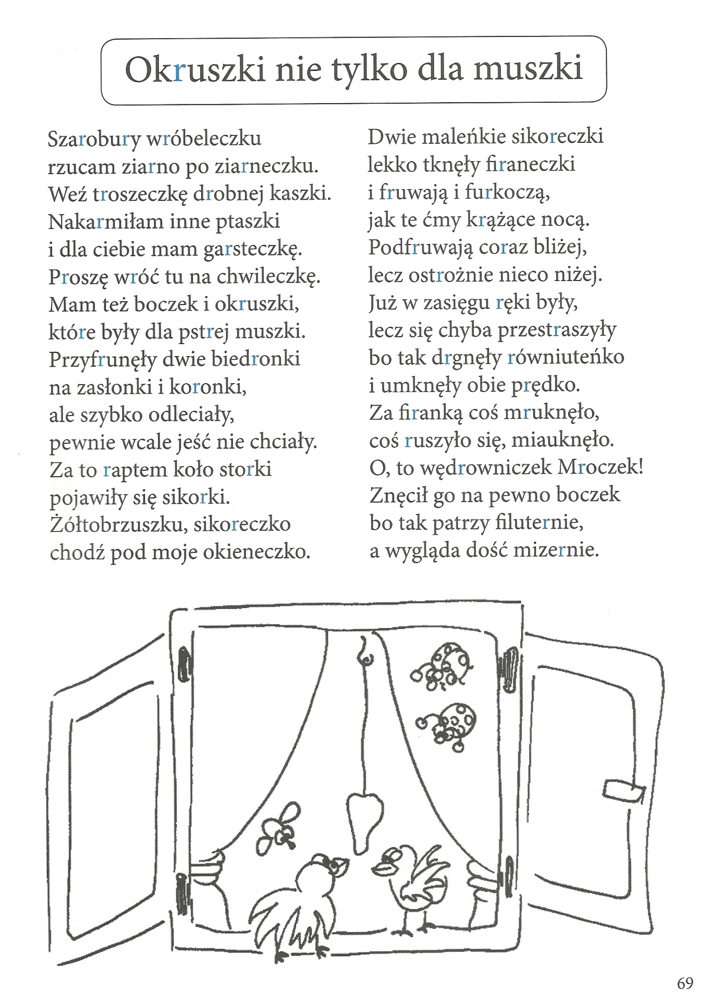 Okruszki nie tylko dla muszki
Szarobury wróbeleczku
rzucam ziarno po ziarneczku.
Weź troszeczkę drobnej kaszki.
Nakarmiłam inne ptaszki
i dla ciebie mam garsteczkę.
Proszę wróć tu na chwileczkę.
Mam też boczek i okruszki,
które były dla pstrej muszki.
Przyfrunęły dwie biedronki
na zasłonki i koronki,
ale szybko odleciały,
pewnie wcale jeść nie chciały.
Za to raptem koło storki
pojawiły się sikorki.
Żółtobrzuszku, sikoreczko
chodź pod moje okieneczko.
Dwie maleńkie sikoreczki
lekko tknęły firaneczki
i fruwają i furkoczą,
jak te ćmy krążące nocą.
Podfruwają coraz bliżej,
lecz ostrożnie nieco niżej.
Już w zasięgu ręki były,
lecz się chyba przestraszyły
bo tak drgnęły równiuteńko
i umknęły obie prędko.
Za firanką coś mruknęło,
coś ruszyło się, miauknęło.
O, to wędrowniczek Mroczek!
Znęcił go na pewno boczek
bo tak patrzy filuternie,
a wygląda dość mizernie.
69